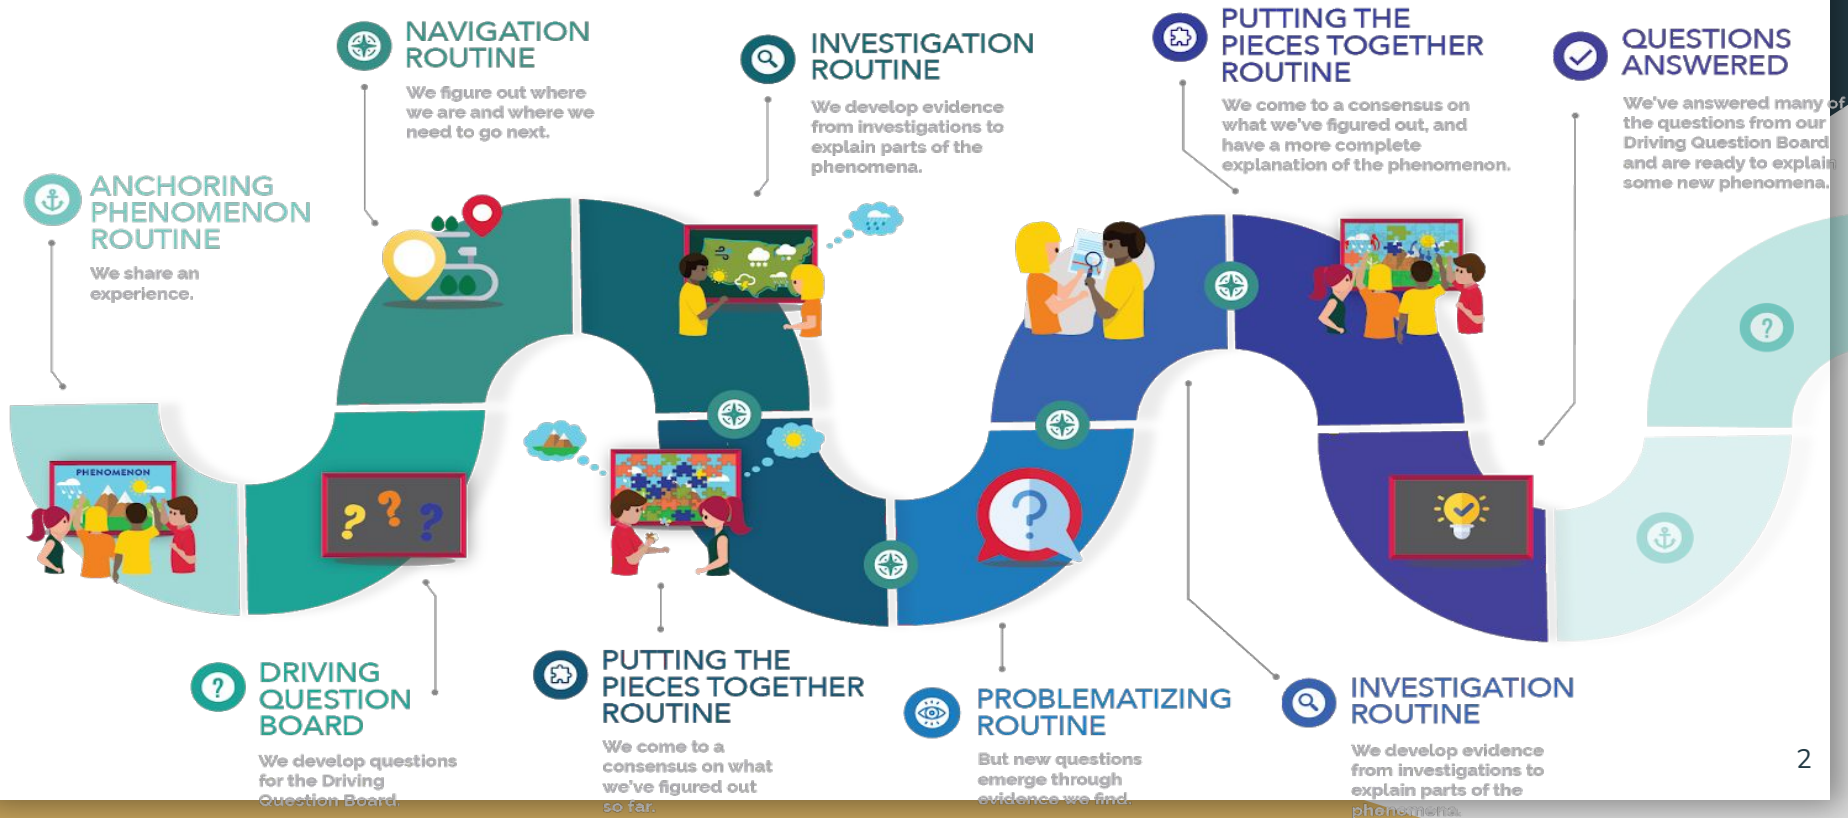 NAVIGATION
ROUTINE
We figure out where
we are and where we
need to go next.
INVESTIGATION
ROUTINE
We develop evidence
from investigations to
explain parts of the
phenomena.
PUTTING THE
PIECES TOGETHER
ROUTINE
We come to a consensus on
what we've figured out, and
have a more complete
explanation of the phenomenon.
QUESTIONS
ANSWERED
We've answered many of
the questions from our
Driving Question Board
and are ready to explain
some new phenomena.
ANCHORING
PHENOMENON
ROUTINE
We share an
experience.
PHENOMENON
? ? ?
?
?
DRIVING
QUESTION
BOARD
We develop questions
for the Driving
Question Board.
PUTTING THE
PIECES TOGETHER
ROUTINE
We come to a
consensus on what
we've figured out
so far.
PROBLEMATIZING
ROUTINE
But new questions
emerge through
evidence we find.
INVESTIGATION
ROUTINE
We develop evidence
from investigations to
explain parts of the
phenomena.
?
2